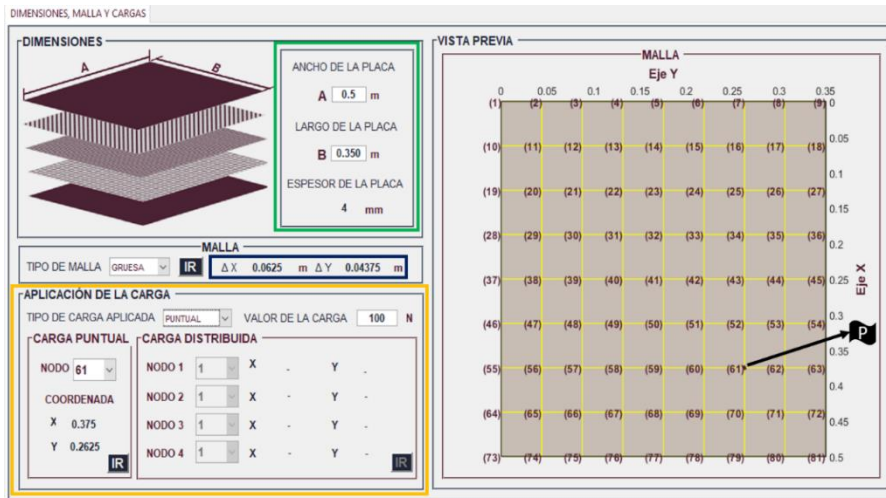 DIMENSIONES, MALLA Y CARGAS
DIMENSIONES
A
B
ANCHO DE LA PLACA
A 0.5 m
LARGO DE LA PLACA
B 0.350 m
ESPESOR DE LA PLACA
4 mm
MALLA
TIPO DE MALLA GRUESA IR Δ X 0.0625 m Δ Y 0.04375 m
APLICACIÓN DE LA CARGA
TIPO DE CARGA APLICADA PUNTUAL VALOR DE LA CARGA 100 N
CARGA PUNTUAL
NODO 61
COORDENADA
X 0.375
Y 0.2625
IR
CARGA DISTRIBUIDA
NODO 1 1 X - Y -
NODO 2 1 X - Y -
NODO 3 1 X - Y -
NODO 4 1 X - Y -
IR
VISTA PREVIA
MALLA
Eje Y
0 0.05 0.1 0.15 0.2 0.25 0.3 0.35
(1) (2) (3) (4) (5) (6) (7) (8) (9) 0
0.05
(10) (11) (12) (13) (14) (15) (16) (17) (18)
0.1
(19) (20) (21) (22) (23) (24) (25) (26) (27)
0.15
(28) (29) (30) (31) (32) (33) (34) (35) (36)
0.2
(37) (38) (39) (40) (41) (42) (43) (44) (45) 0.25
Eje X
0.3
(46) (47) (48) (49) (50) (51) (52) (53) (54)
P
0.35
(55) (56) (57) (58) (59) (60) (61) (62) (63)
0.4
(64) (65) (66) (67) (68) (69) (70) (71) (72)
0.45
(73) (74) (75) (76) (77) (78) (79) (80) (81) 0.5